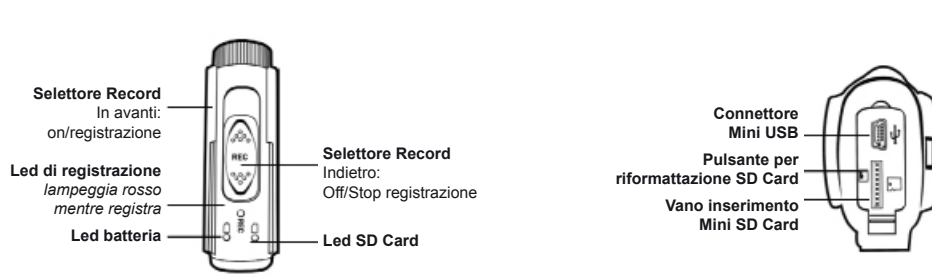 Selettore Record
In avanti:
on/registrazione
Led di registrazione
lampeggia rosso
mentre registra
Led batteria
REC
REC
Selettore Record
Indietro:
Off/Stop registrazione
Led SD Card
Connettore
Mini USB
Pulsante per
riformattazione SD Card
Vano inserimento
Mini SD Card